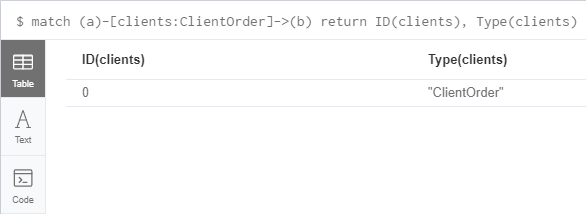 $ match (a)-[clients:ClientOrder]->(b) return ID(clients), Type(clients)
Table
A
Text
Code
ID(clients) Type(clients)
0 "ClientOrder"